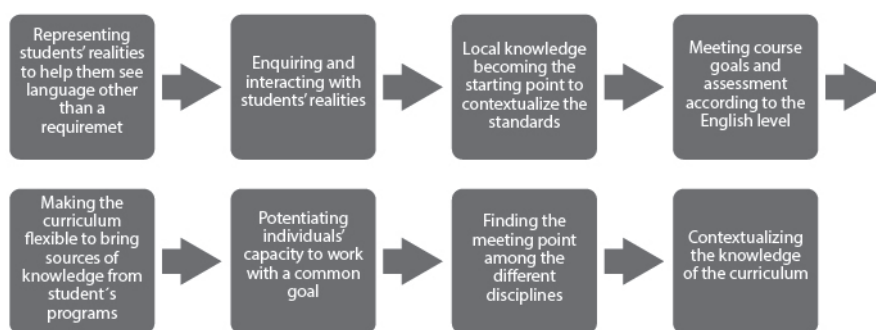 Representing
students' realities
to help them see
language other
than a
requiremet
Enquiring and
interacting with
students' realities
Local knowledge
becoming the
starting point to
contextualize the
standards
Meeting course
goals and
assessment
according to the
English level
Making the
curriculum
flexible to bring
sources of
knowledge from
student´s
programs
Potentiating
individuals'
capacity to work
with a common
goal
Finding the
meeting point
among the
different
disciplines
Contextualizing
the knowledge
of the curriculum